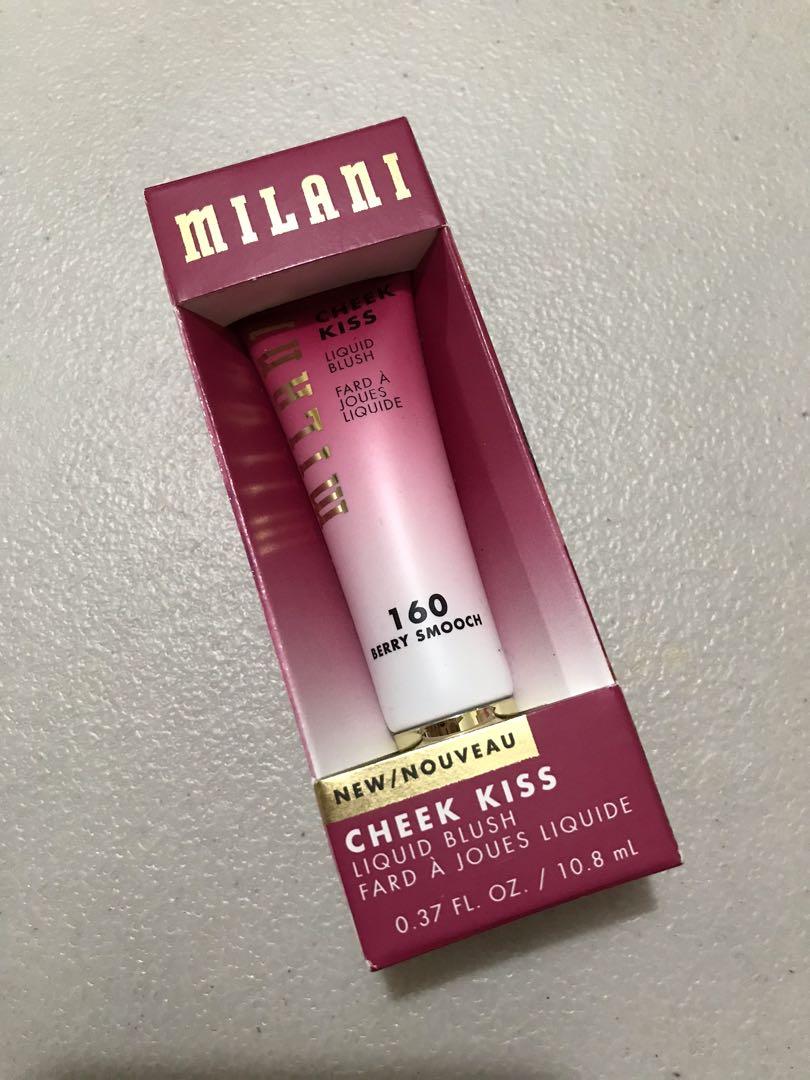 MILANI
CHEEK
KISS
LIQUID
BLUSH
FARD À
JOUES
LIQUIDE
MILANI
160
BERRY SMOOCH
NEW/NOUVEAU
CHEEK KISS
LIQUID BLUSH
FARD À JOUES LIQUIDE
0.37 FL. OZ. / 10.8 mL